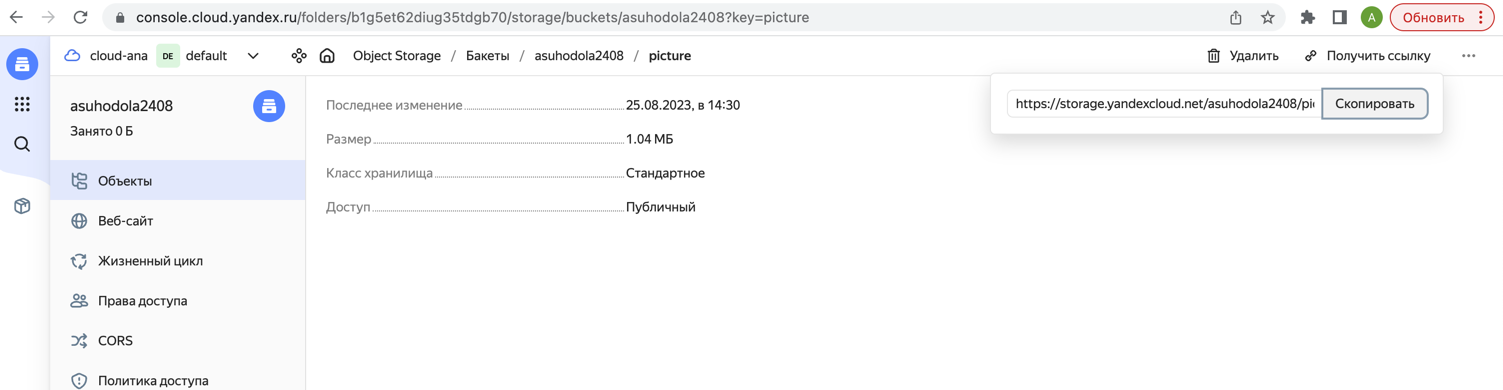 console.cloud.yandex.ru/folders/b1g5et62diug35tdgb70/storage/buckets/asuhodola2408?key=picture
A
Обновить
cloud-ana DE default
Object Storage / Бакеты / asuhodola2408 / picture
Удалить
Получить ссылку
https://storage.yandexcloud.net/asuhodola2408/pi
Скопировать
asuhodola2408
Занято 0 Б
Объекты
Веб-сайт
Жизненный цикл
Права доступа
CORS
Политика доступа
Последнее изменение 25.08.2023, в 14:30
Размер 1.04 МБ
Класс хранилища Стандартное
Доступ Публичный